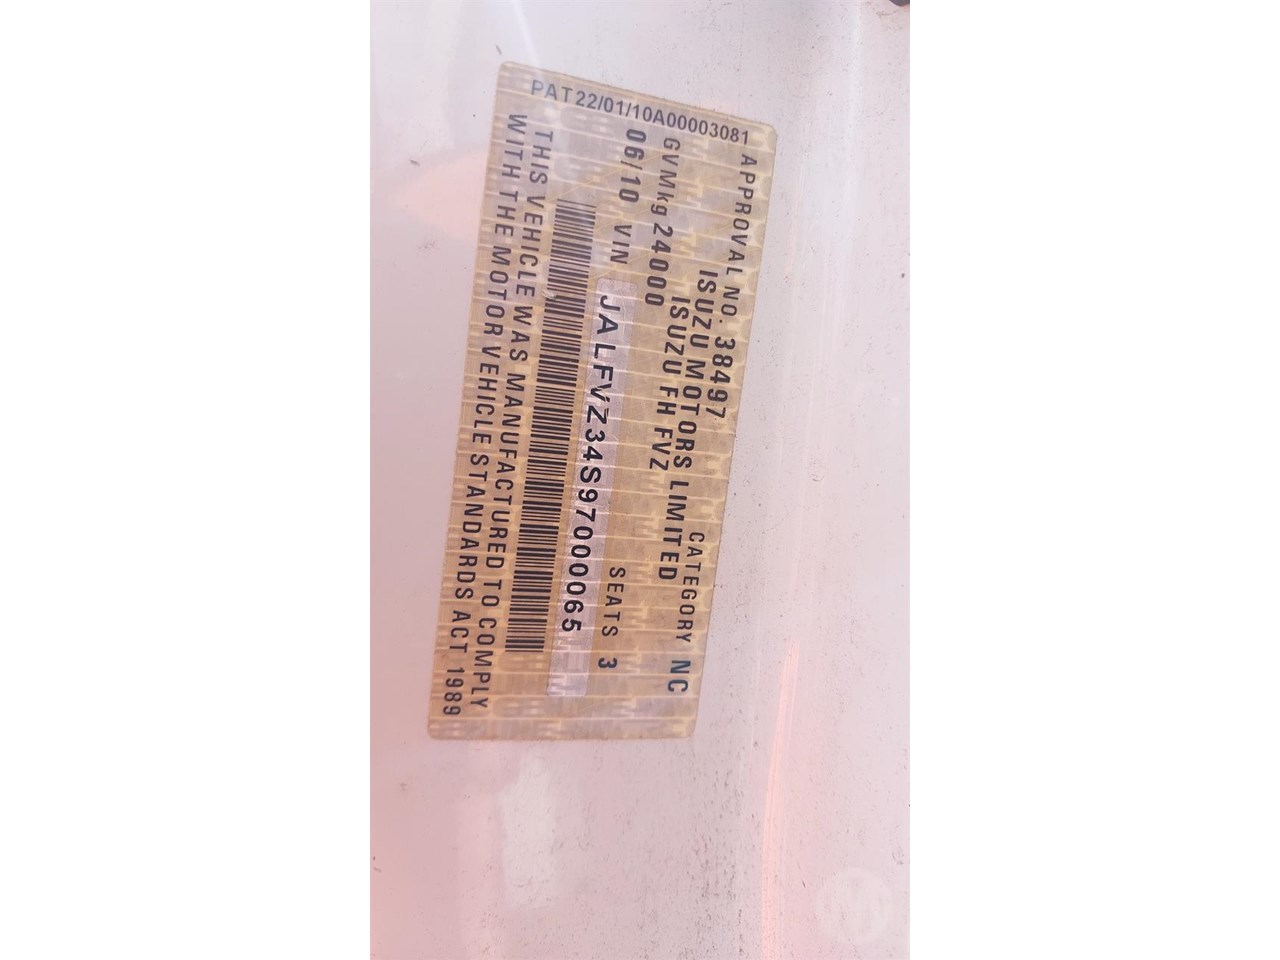 PAT22/01/10A00003081
APPROVAL NO. 38497 CATEGORY NC
ISUZU MOTORS LIMITED
ISUZU FH FVZ
GVMkg 24000 SEATS 3
06/10 VIN JALFVZ34S97000065
THIS VEHICLE WAS MANUFACTURED TO COMPLY
WITH THE MOTOR VEHICLE STANDARDS ACT 1989